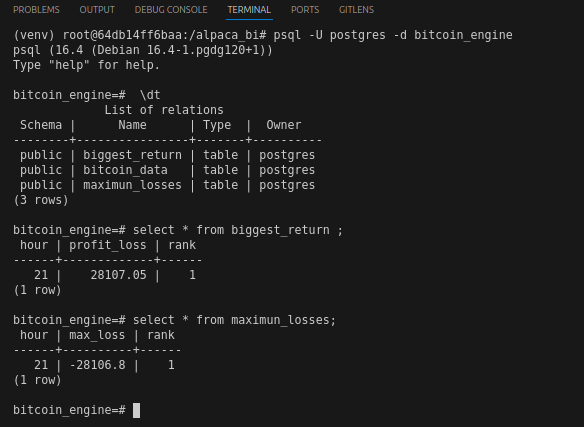 PROBLEMS OUTPUT DEBUG CONSOLE TERMINAL PORTS GITLENS
(venv) root@64db14ff6baa:/alpaca_bi# psql -U postgres -d bitcoin_engine
psql (16.4 (Debian 16.4-1.pgdg120+1))
Type "help" for help.

bitcoin_engine=#  \dt
             List of relations
 Schema |      Name      | Type  |  Owner
--------+----------------+-------+----------
 public | biggest_return | table | postgres
 public | bitcoin_data   | table | postgres
 public | maximun_losses | table | postgres
(3 rows)

bitcoin_engine=# select * from biggest_return ;
 hour | profit_loss | rank
------+-------------+------
   21 |    28107.05 |    1
(1 row)

bitcoin_engine=# select * from maximun_losses;
 hour | max_loss | rank
------+----------+------
   21 | -28106.8 |    1
(1 row)

bitcoin_engine=#